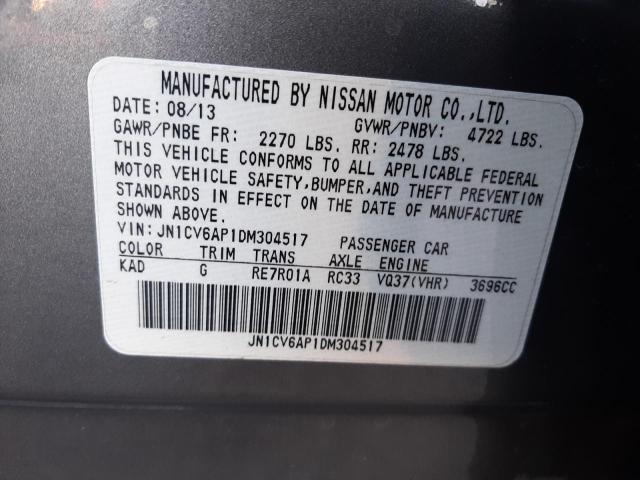 MANUFACTURED BY NISSAN MOTOR CO.,LTD.
DATE: 08/13 GVWR/PNBV: 4722 LBS.
GAWR/PNBE FR: 2270 LBS. RR: 2478 LBS.
THIS VEHICLE CONFORMS TO ALL APPLICABLE FEDERAL
MOTOR VEHICLE SAFETY,BUMPER,AND THEFT PREVENTION
STANDARDS IN EFFECT ON THE DATE OF MANUFACTURE
SHOWN ABOVE.
VIN: JN1CV6AP1DM304517 PASSENGER CAR
COLOR TRIM TRANS AXLE ENGINE
KAD G RE7R01A RC33 VQ37(VHR) 3696CC
JN1CV6AP1DM304517